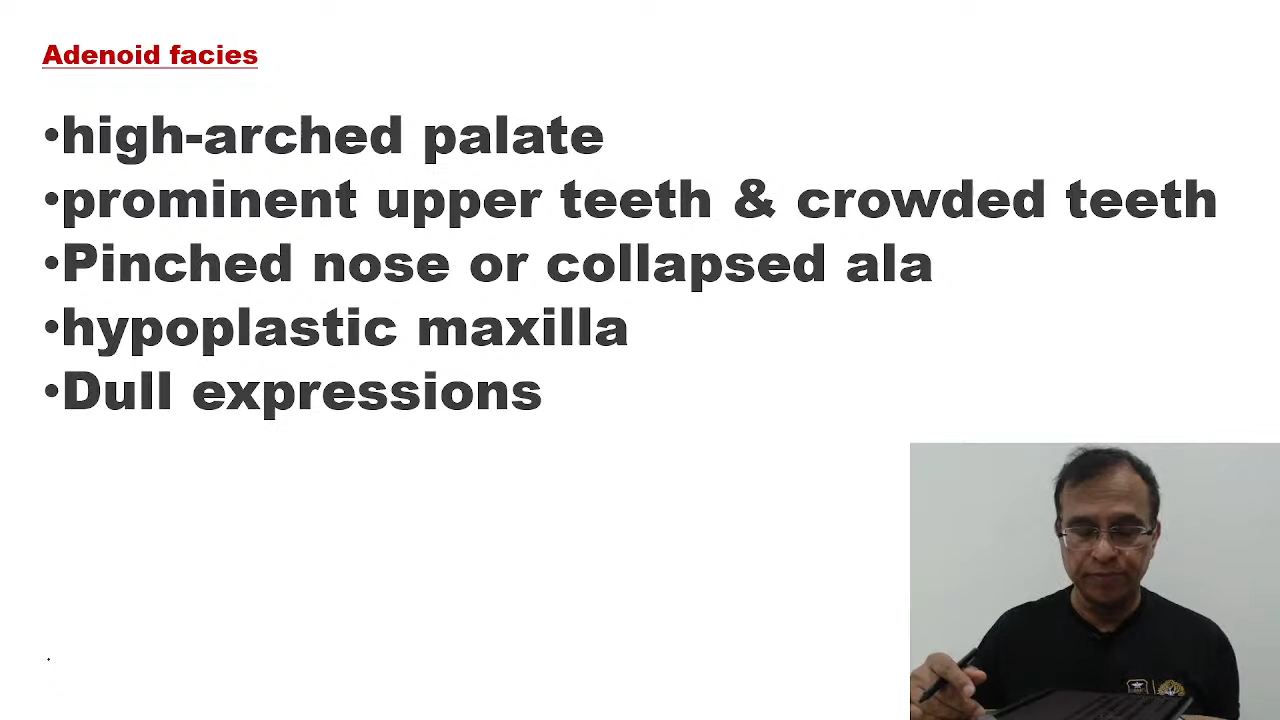 Adenoid facies
•high-arched palate
•prominent upper teeth & crowded teeth
•Pinched nose or collapsed ala
•hypoplastic maxilla
•Dull expressions